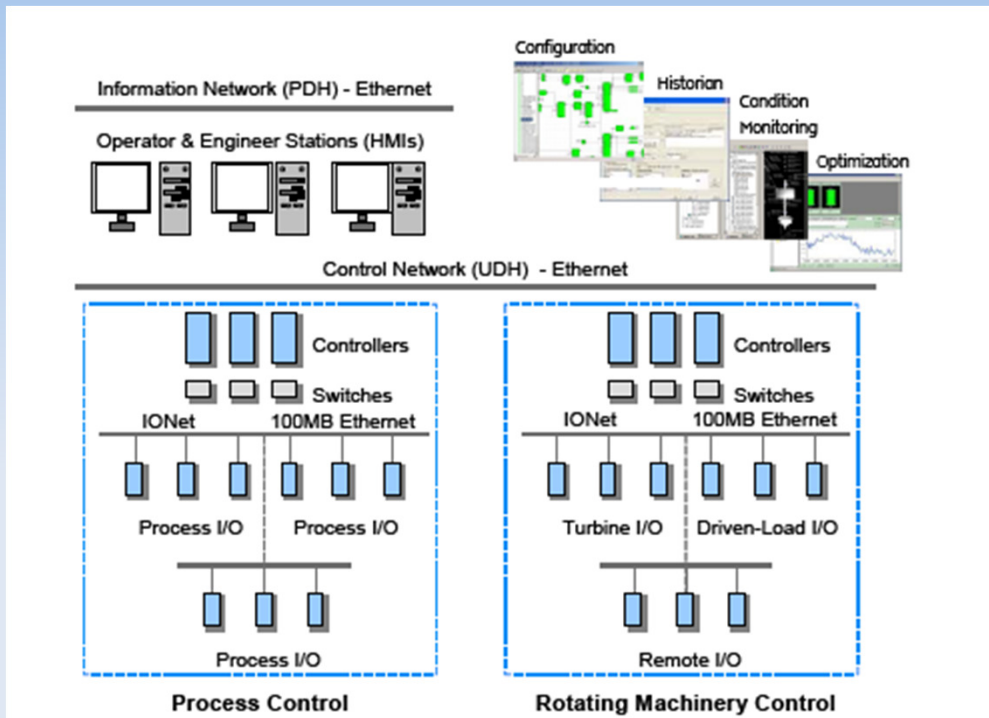 Configuration
Historian
Condition
Monitoring
Optimization
Information Network (PDH) - Ethernet
Operator & Engineer Stations (HMIs)
Control Network (UDH) - Ethernet
Controllers
Switches
IONet 100MB Ethernet
Process I/O Process I/O
Process I/O
Process Control
Controllers
Switches
IONet 100MB Ethernet
Turbine I/O Driven-Load I/O
Remote I/O
Rotating Machinery Control